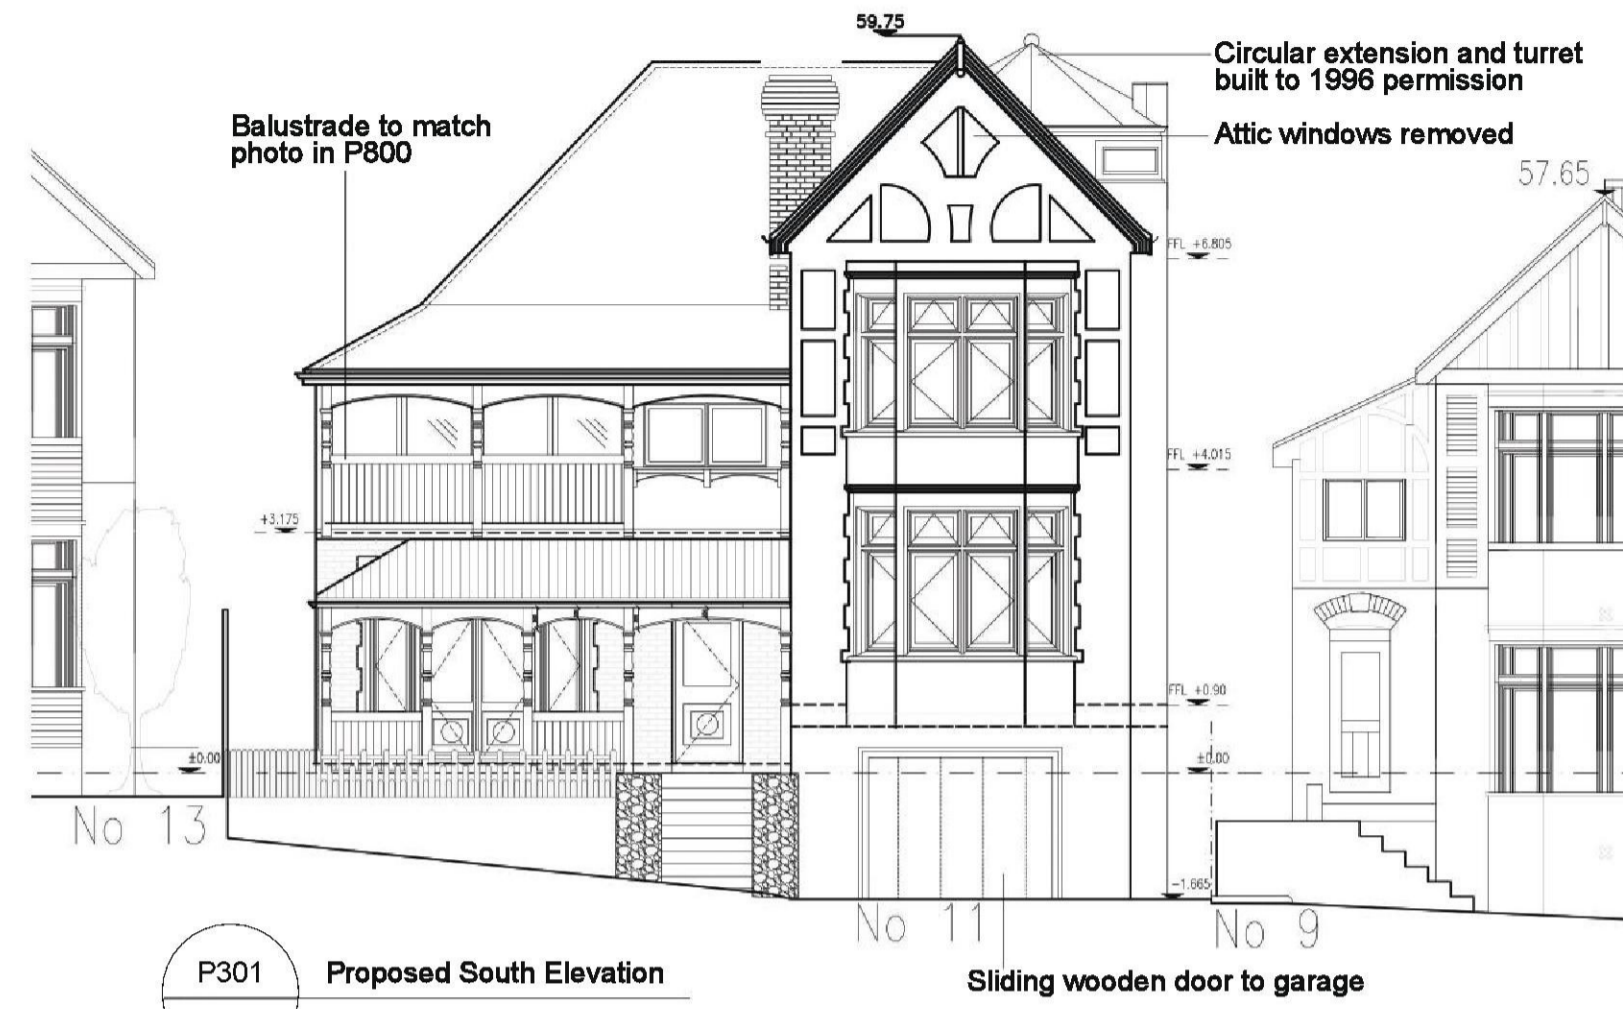 59.75
Circular extension and turret
built to 1996 permission
Balustrade to match
photo in P800
Attic windows removed
57.65
FFL +6.805
FFL +4.015
+3.175
FFL +0.90
±0.00
±0.00
No 13
-1.665
No 11
No 9
P301
Proposed South Elevation
Sliding wooden door to garage